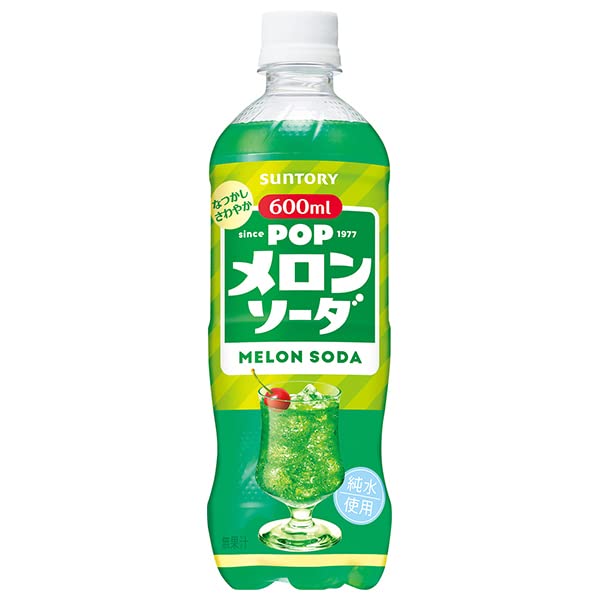 SUNTORY
なつかし
さわやか
600ml
since POP 1977
メロン
ソーダ
MELON SODA
純水
使用
無果汁